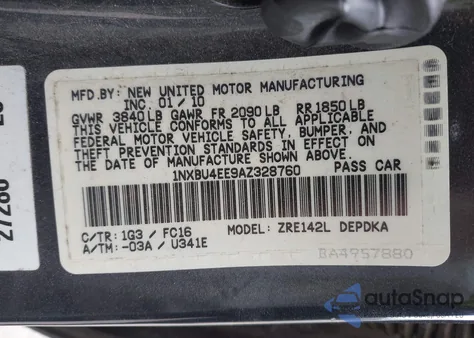 MFD.BY: NEW UNITED MOTOR MANUFACTURING
INC. 01/10
GVWR 3840LB GAWR FR 2090LB RR1850LB
THIS VEHICLE CONFORMS TO ALL APPLICABLE
FEDERAL MOTOR VEHICLE SAFETY, BUMPER, AND
THEFT PREVENTION STANDARDS IN EFFECT ON
THE DATE OF MANUFACTURE SHOWN ABOVE.
1NXBU4EE9AZ328760 PASS CAR
C/TR: 1G3 / FC16 MODEL: ZRE142L DEPDKA
A/TM: -03A / U341E
BA4957880
27280
autoSnap